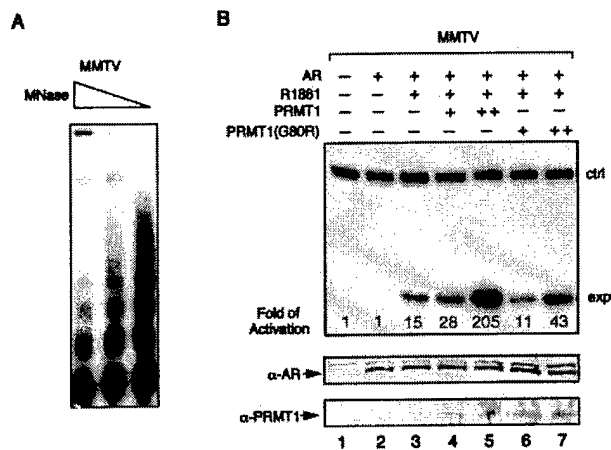 A
MMTV
MNase
B
MMTV
AR – + + + + + +
R1881 – – + + + + +
PRMT1 – – – + ++ – –
PRMT1(G80R) – – – – – + ++
ctrl
exp
Fold of Activation 1 1 15 28 205 11 43
α-AR
α-PRMT1
1 2 3 4 5 6 7